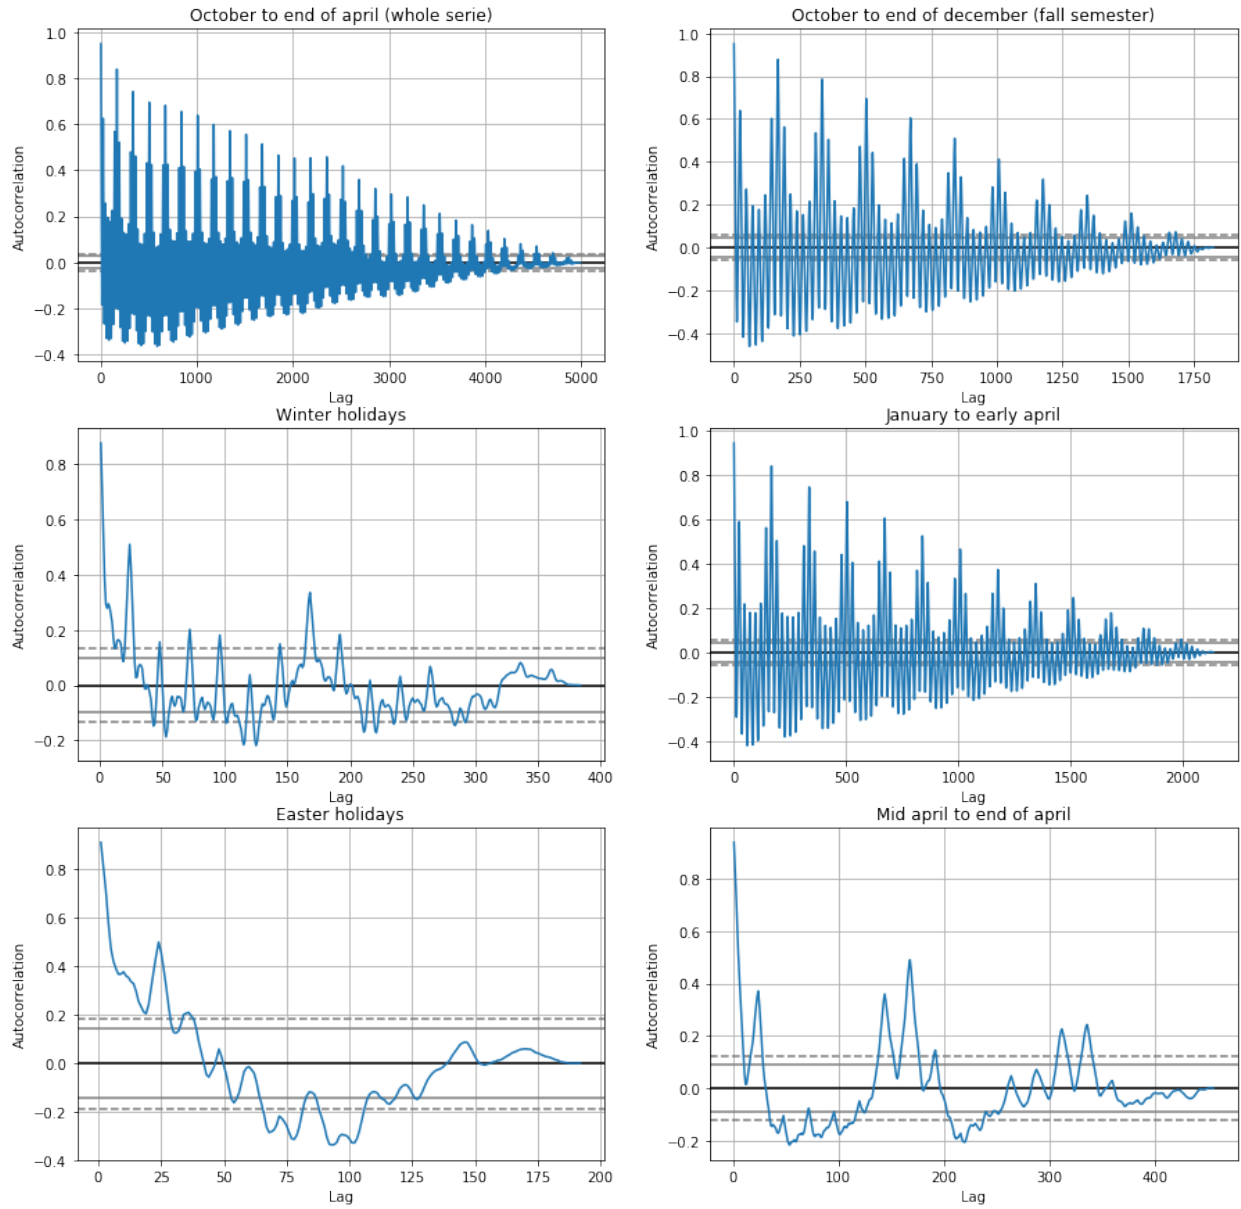 October to end of april (whole serie)
1.0
0.8
0.6
0.4
0.2
0.0
−0.2
−0.4
Autocorrelation
0 1000 2000 3000 4000 5000
Lag
October to end of december (fall semester)
1.0
0.8
0.6
0.4
0.2
0.0
−0.2
−0.4
Autocorrelation
0 250 500 750 1000 1250 1500 1750
Lag
Winter holidays
0.8
0.6
0.4
0.2
0.0
−0.2
Autocorrelation
0 50 100 150 200 250 300 350 400
Lag
January to early april
1.0
0.8
0.6
0.4
0.2
0.0
−0.2
−0.4
Autocorrelation
0 500 1000 1500 2000
Lag
Easter holidays
0.8
0.6
0.4
0.2
0.0
−0.2
−0.4
Autocorrelation
0 25 50 75 100 125 150 175 200
Lag
Mid april to end of april
0.8
0.6
0.4
0.2
0.0
−0.2
Autocorrelation
0 100 200 300 400
Lag